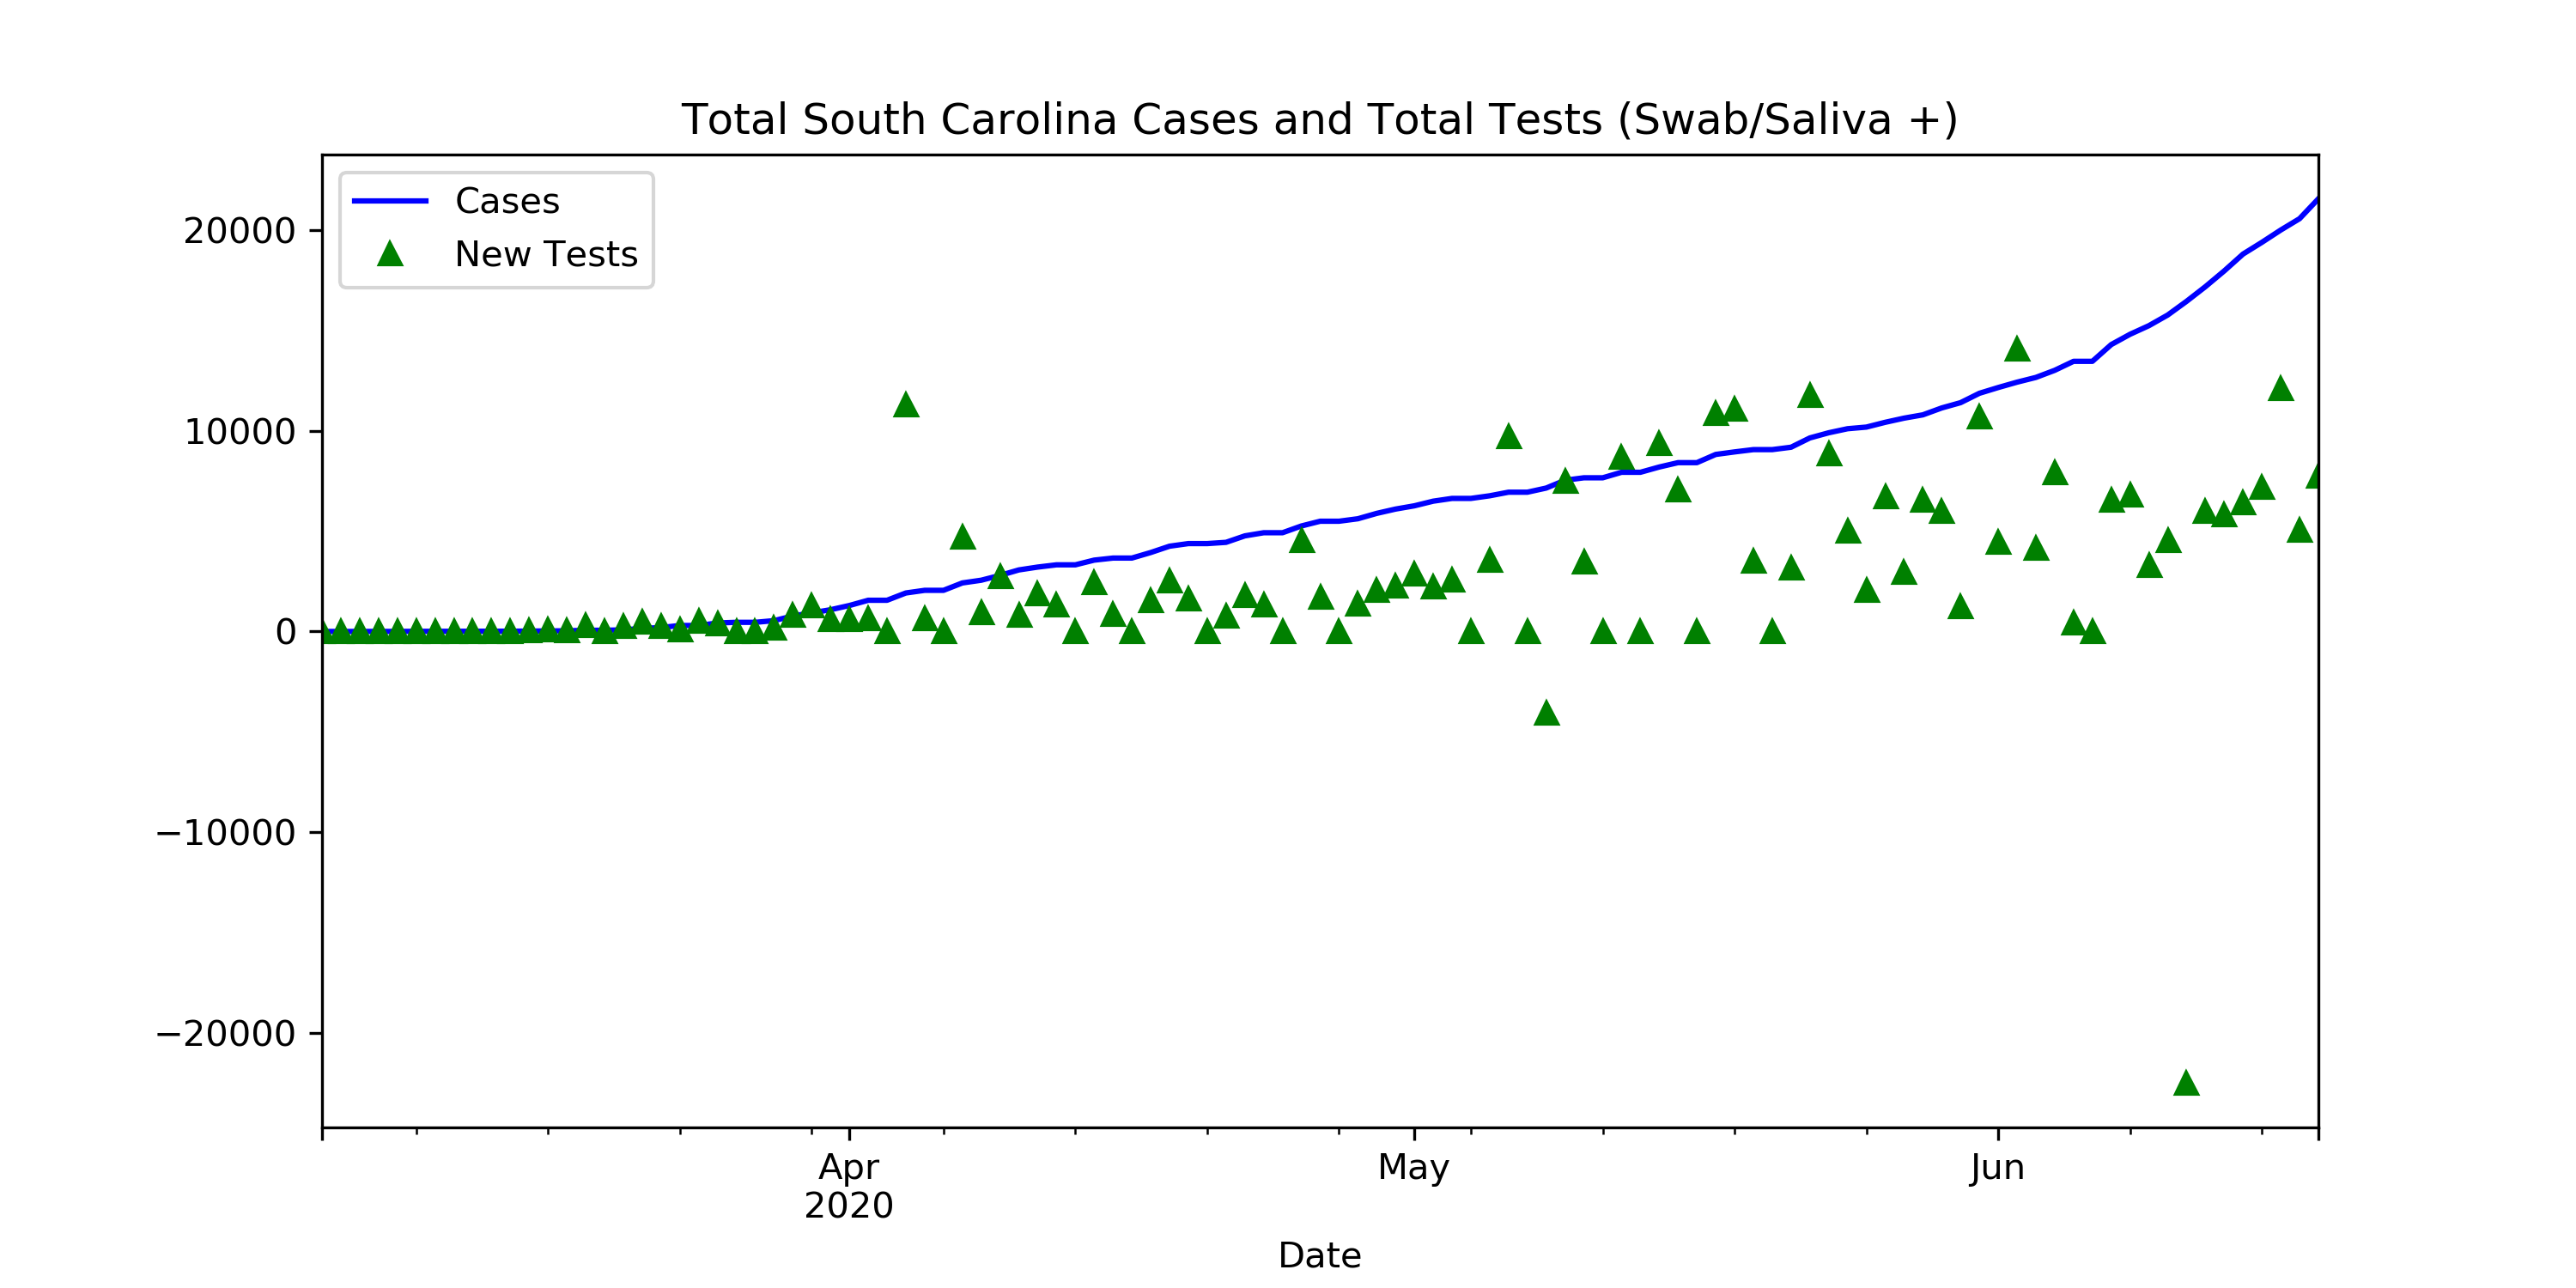 Total South Carolina Cases and Total Tests (Swab/Saliva +)
Cases
New Tests
20000
10000
0
−10000
−20000
Apr
2020
May
Jun
Date